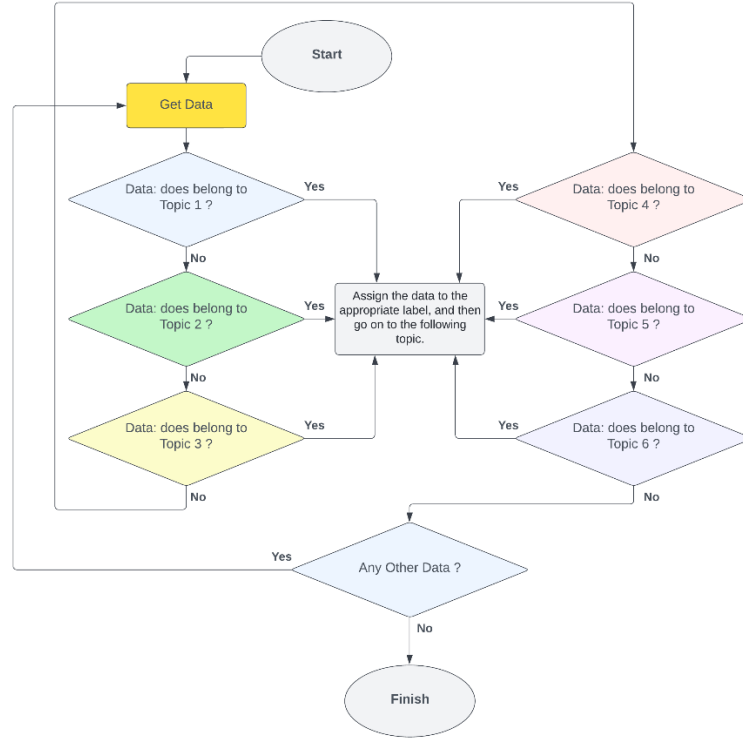 Start
Get Data
Data: does belong to
Topic 1 ?
Yes
No
Data: does belong to
Topic 2 ?
Yes
No
Data: does belong to
Topic 3 ?
Yes
No
Assign the data to the
appropriate label, and then
go on to the following
topic.
Data: does belong to
Topic 4 ?
Yes
No
Data: does belong to
Topic 5 ?
Yes
No
Data: does belong to
Topic 6 ?
Yes
No
Any Other Data ?
Yes
No
Finish